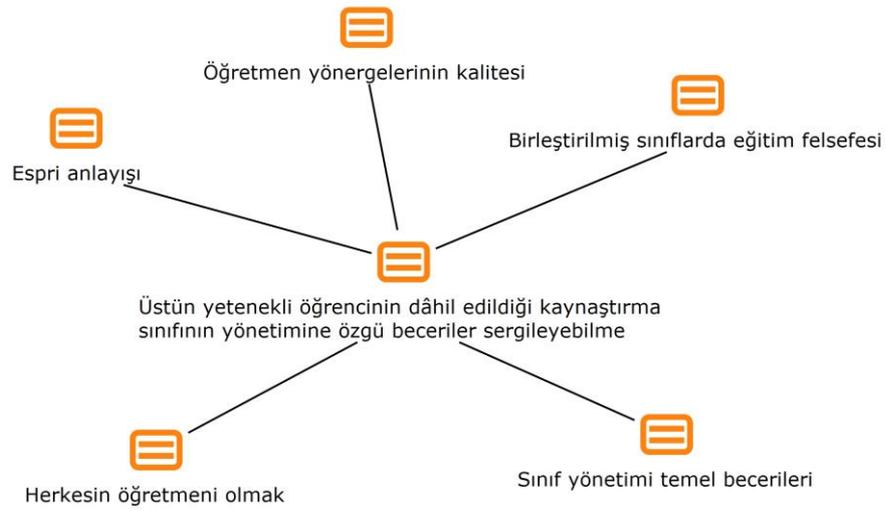 Öğretmen yönergelerinin kalitesi
Birleştirilmiş sınıflarda eğitim felsefesi
Espri anlayışı
Üstün yetenekli öğrencinin dâhil edildiği kaynaştırma
sınıfının yönetimine özgü beceriler sergileyebilme
Herkesin öğretmeni olmak
Sınıf yönetimi temel becerileri